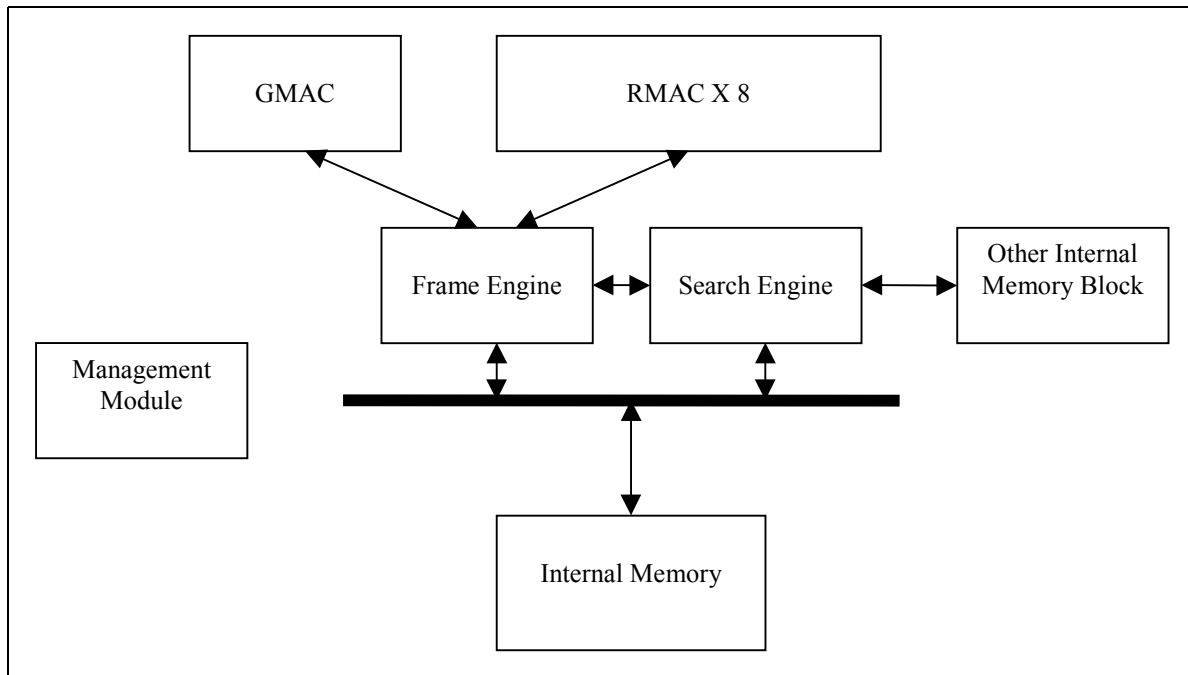 GMAC
RMAC X 8
Frame Engine
Search Engine
Other Internal
Memory Block
Management
Module
Internal Memory